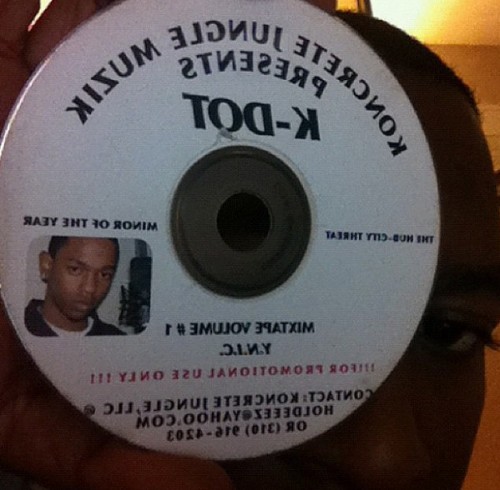 KONCRETE JUNGLE MUZIK
PRESENTS
K-DOT
MINOR OF THE YEAR
THE HUB-CITY THREAT
MIXTAPE VOLUME # 1
Y.N.I.C.
!!!FOR PROMOTIONAL USE ONLY!!!
CONTACT: KONCRETE JUNGLE, LLC @
HOLDEEEZ@YAHOO.COM
OR (310) 916-4203